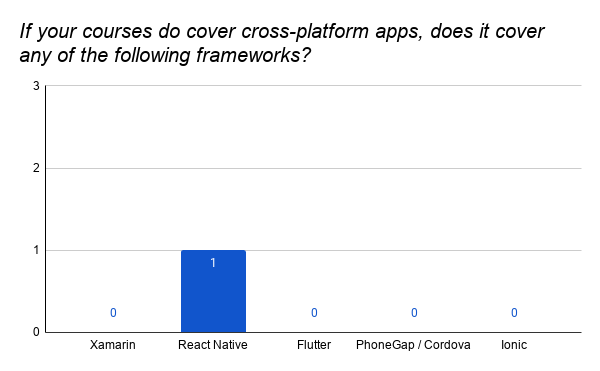 If your courses do cover cross-platform apps, does it cover
any of the following frameworks?
3
2
1
0
0 1 0 0 0
Xamarin React Native Flutter PhoneGap / Cordova Ionic